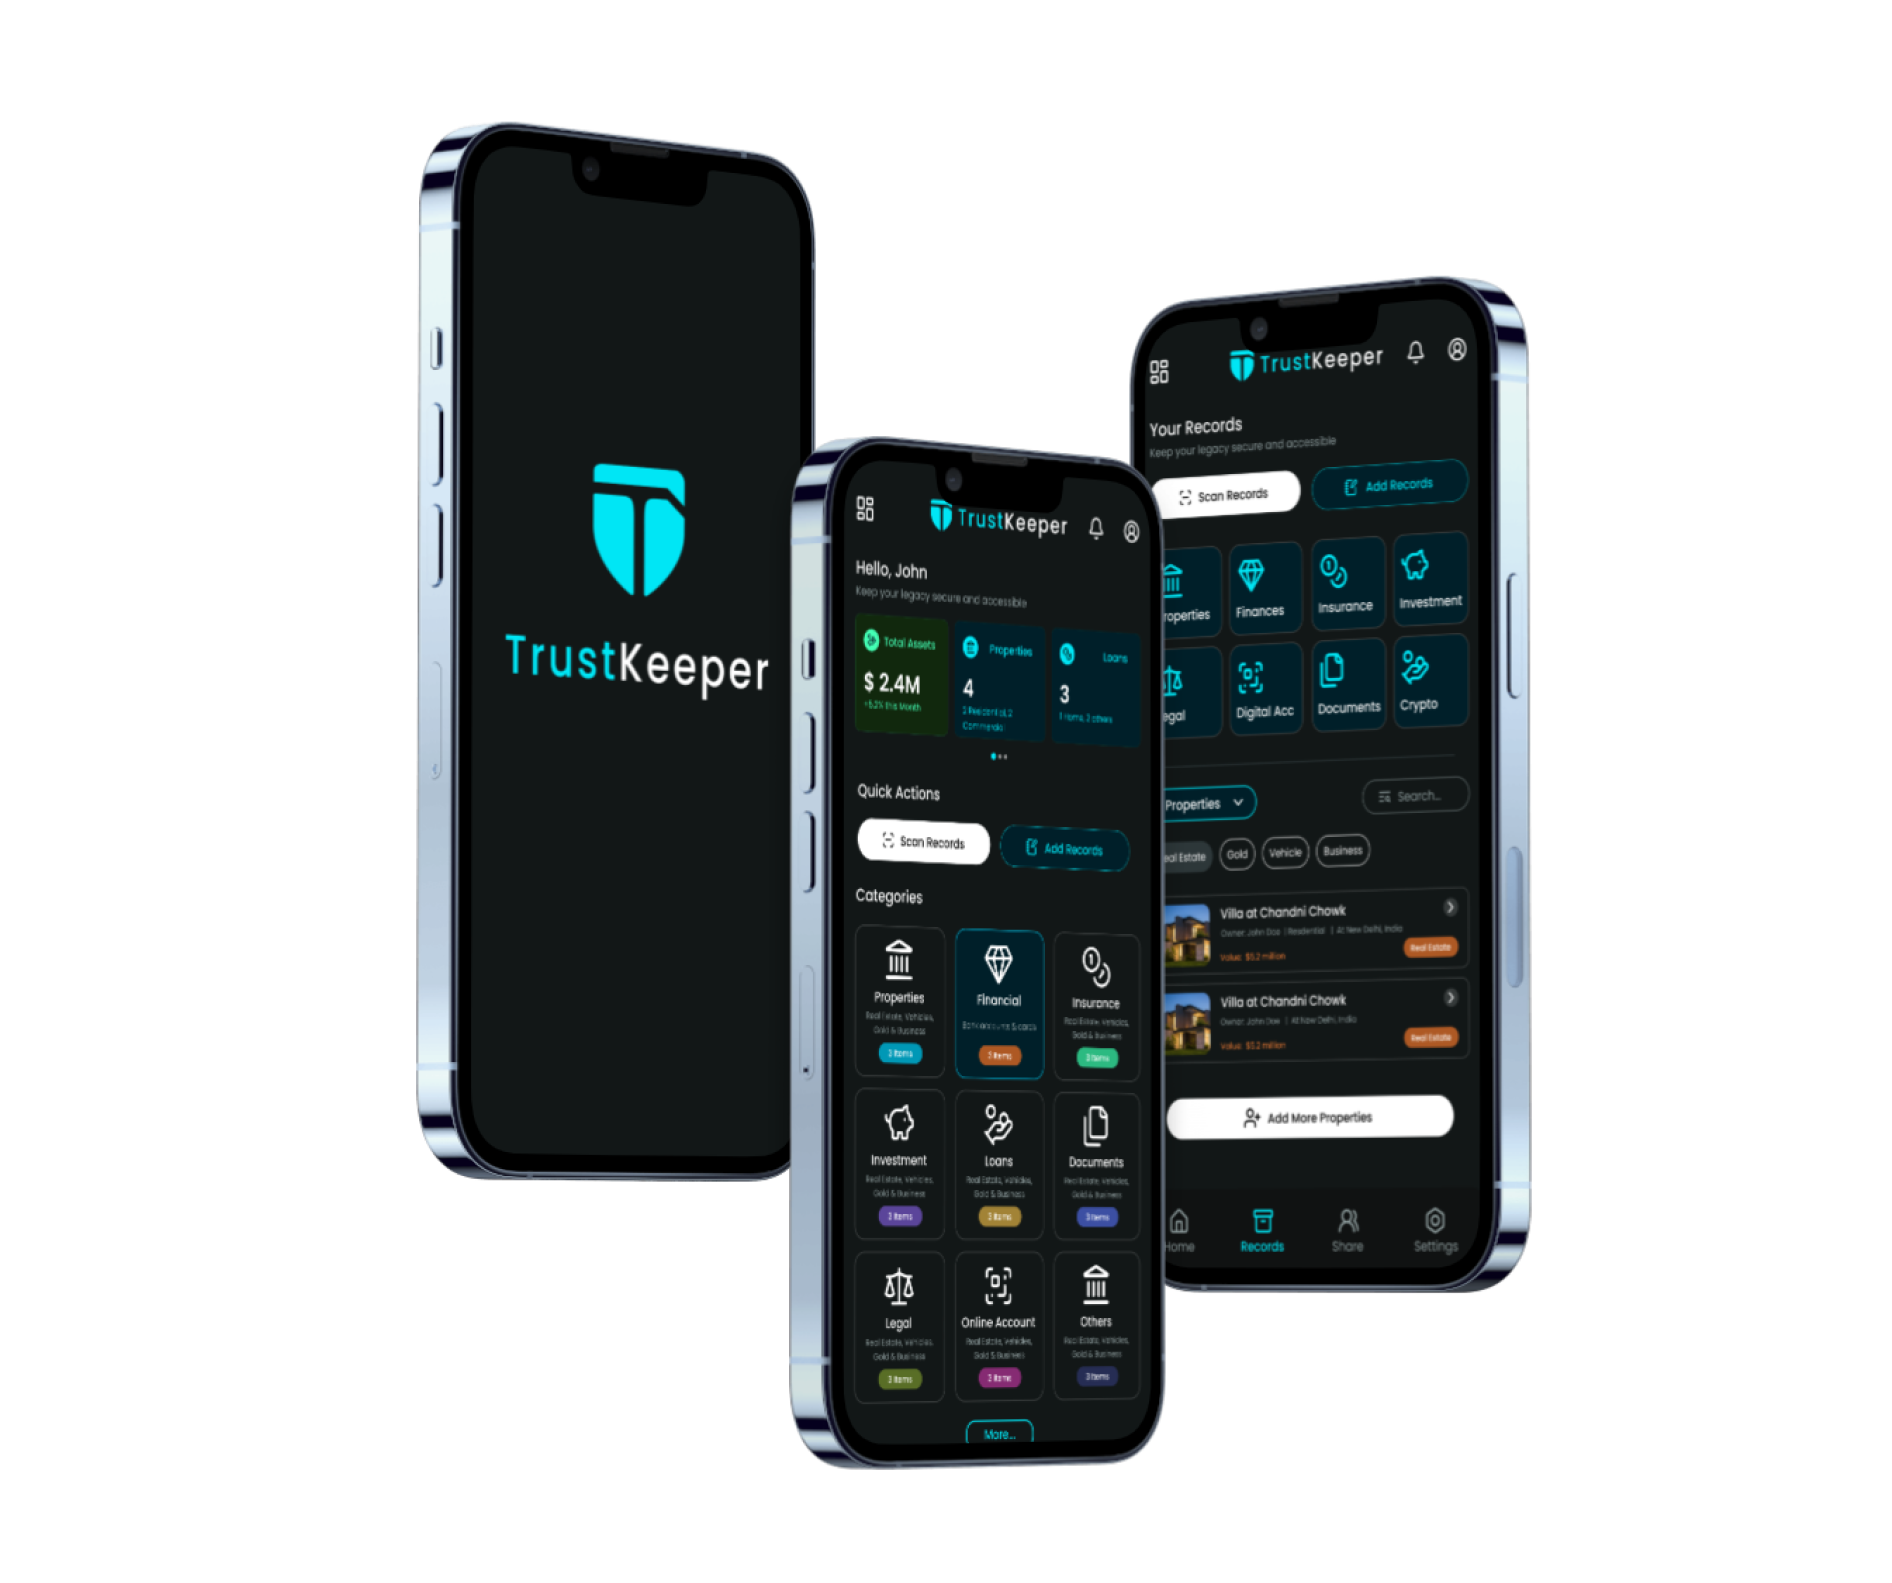 TrustKeeper
TrustKeeper
Hello, John
Keep your legacy secure and accessible
Total Assets
$ 2.4M
+5.2% this Month
Properties
4
2 Residential, 2
Commercial
Loans
3
1 Home, 2 others
Quick Actions
Scan Records
Add Records
Categories
Properties
Real Estate, Vehicles,
Gold & Business
3 Items
Financial
Bank accounts & cards
3 Items
Insurance
Real Estate, Vehicles,
Gold & Business
3 Items
Investment
Real Estate, Vehicles,
Gold & Business
3 Items
Loans
Real Estate, Vehicles,
Gold & Business
3 Items
Documents
Real Estate, Vehicles,
Gold & Business
3 Items
Legal
Real Estate, Vehicles,
Gold & Business
3 Items
Online Account
Real Estate, Vehicles,
Gold & Business
3 Items
Others
Real Estate, Vehicles,
Gold & Business
3 Items
More...
TrustKeeper
Your Records
Keep your legacy secure and accessible
Scan Records
Add Records
roperties
Finances
Insurance
Investment
egal
Digital Acc
Documents
Crypto
Properties
Search...
eal Estate
Gold
Vehicle
Business
Villa at Chandni Chowk
Owner: John Doe | Residential | At New Delhi, India
Value: $5.2 million
Real Estate
Villa at Chandni Chowk
Owner: John Doe | At New Delhi, India
Value: $5.2 million
Real Estate
Add More Properties
Home
Records
Share
Settings